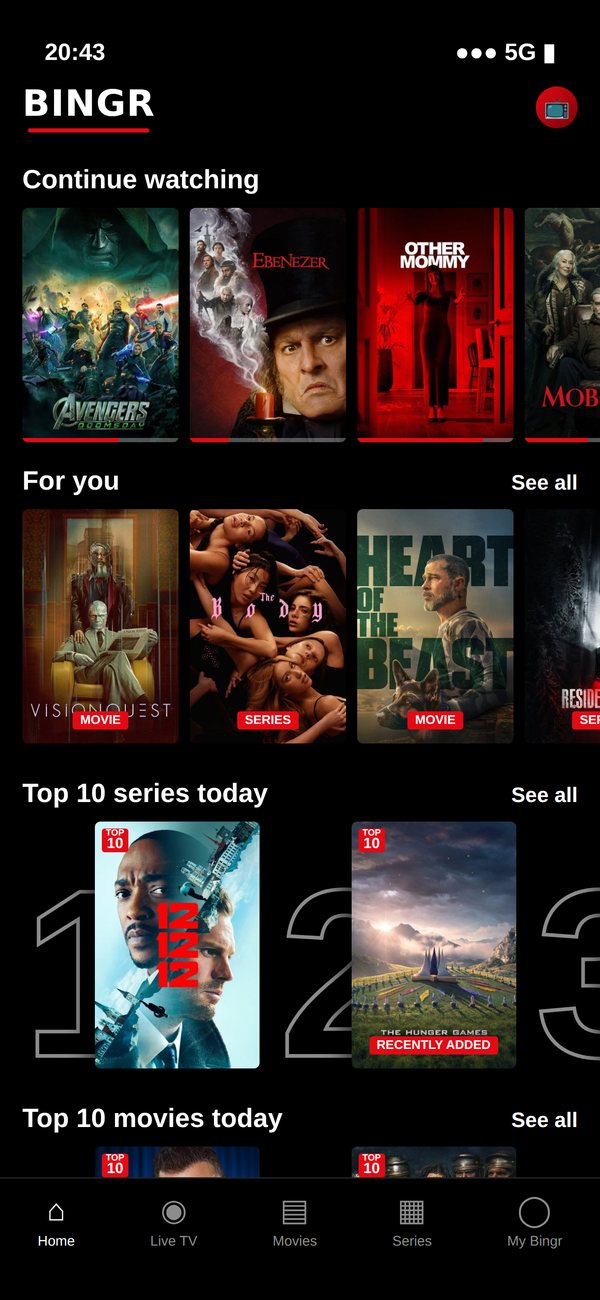 20:43
5G
BINGR
Continue watching
AVENGERS
DOOMSDAY
EBENEZER
OTHER
MOMMY
MOB
For you
See all
VISIONQUEST
MOVIE
The
Body
SERIES
HEART
OF
THE
BEAST
MOVIE
RESIDE
SER
Top 10 series today
See all
1
TOP
10
12
12
12
2
TOP
10
THE HUNGER GAMES
RECENTLY ADDED
3
Top 10 movies today
See all
TOP
10
TOP
10
Home
Live TV
Movies
Series
My Bingr